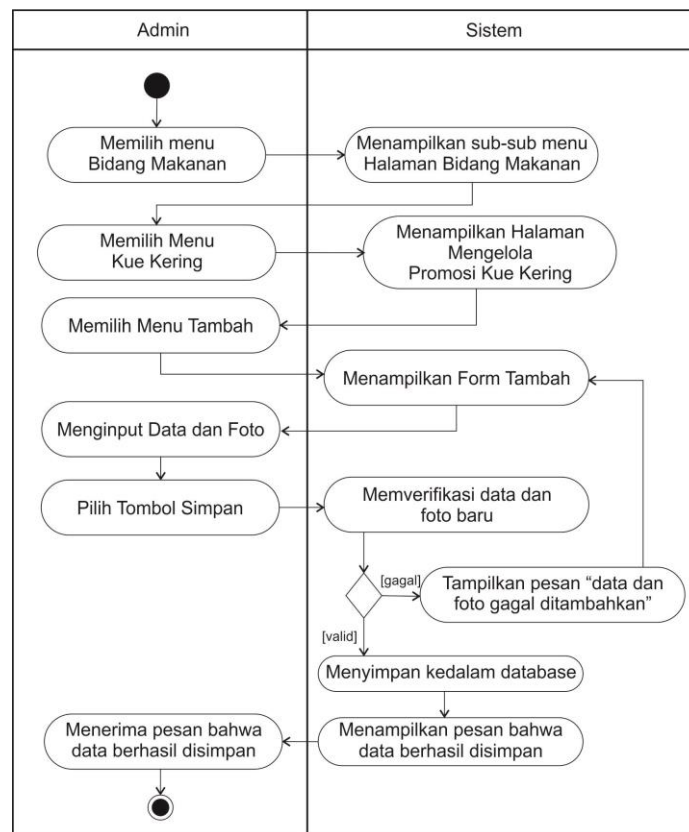 Admin
Sistem
Memilih menu
Bidang Makanan
Menampilkan sub-sub menu
Halaman Bidang Makanan
Memilih Menu
Kue Kering
Menampilkan Halaman
Mengelola
Promosi Kue Kering
Memilih Menu Tambah
Menampilkan Form Tambah
Menginput Data dan Foto
Pilih Tombol Simpan
Memverifikasi data dan
foto baru
[gagal]
Tampilkan pesan “data dan
foto gagal ditambahkan”
[valid]
Menyimpan kedalam database
Menerima pesan bahwa
data berhasil disimpan
Menampilkan pesan bahwa
data berhasil disimpan